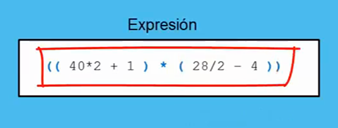 Expresión
(( 40*2 + 1 ) * ( 28/2 - 4 ))